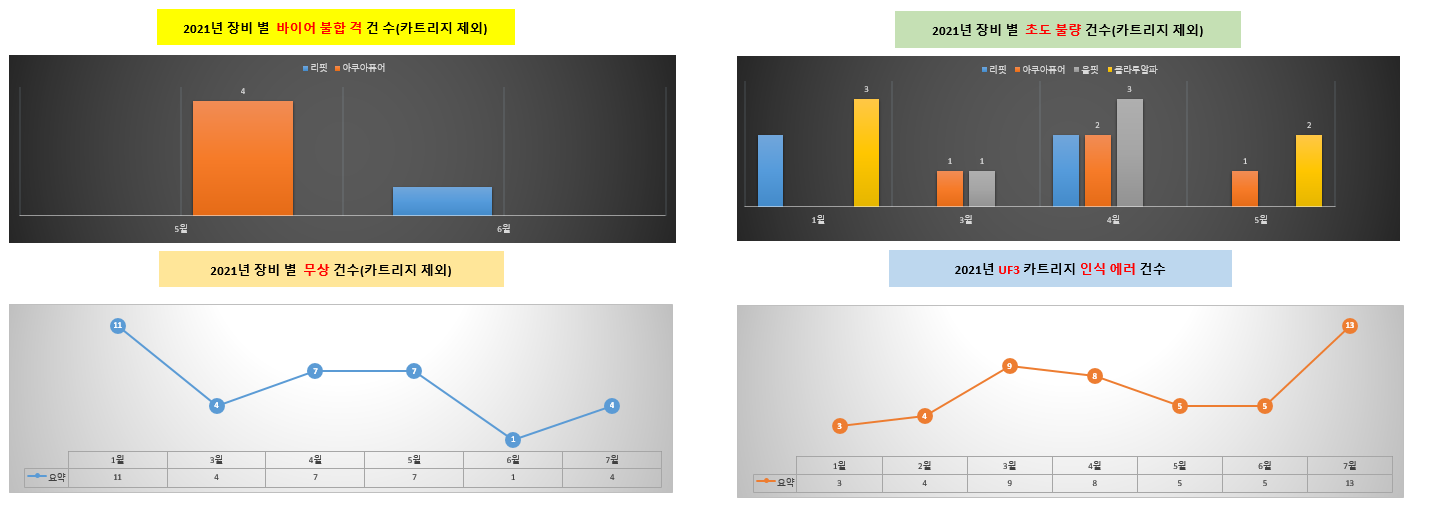 2021년 장비 별 바이어 불합 격 건 수(카트리지 제외)
리핏 아쿠아퓨어
4
5월 6월
2021년 장비 별 초도 불량 건수(카트리지 제외)
리핏 아쿠아퓨어 울핏 클라투알파
3 1 1 2 3 1 2
1월 3월 4월 5월
2021년 장비 별 무상 건수(카트리지 제외)
11 4 7 7 1 4
1월 3월 4월 5월 6월 7월
요약 11 4 7 7 1 4
2021년 UF3 카트리지 인식 에러 건수
3 4 9 8 5 5 13
1월 2월 3월 4월 5월 6월 7월
요약 3 4 9 8 5 5 13